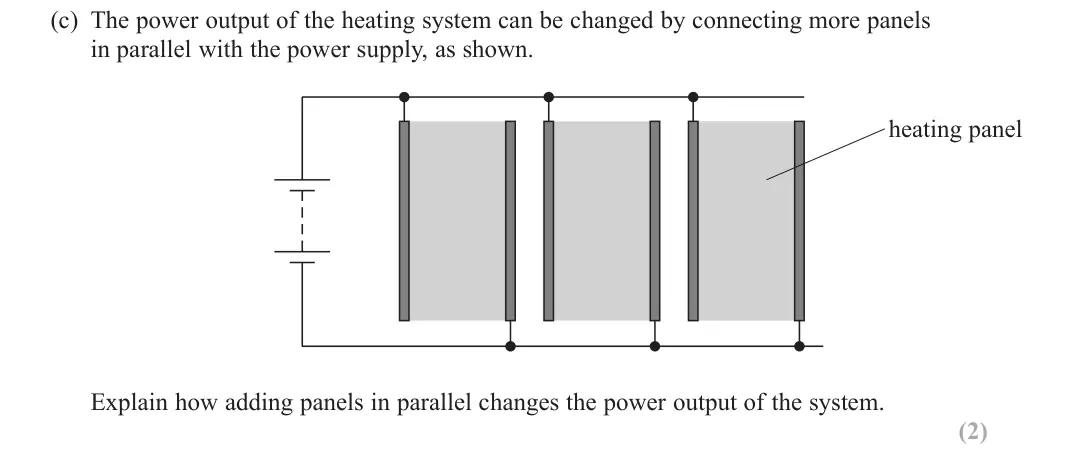 (c) The power output of the heating system can be changed by connecting more panels
in parallel with the power supply, as shown.
heating panel
Explain how adding panels in parallel changes the power output of the system.
(2)